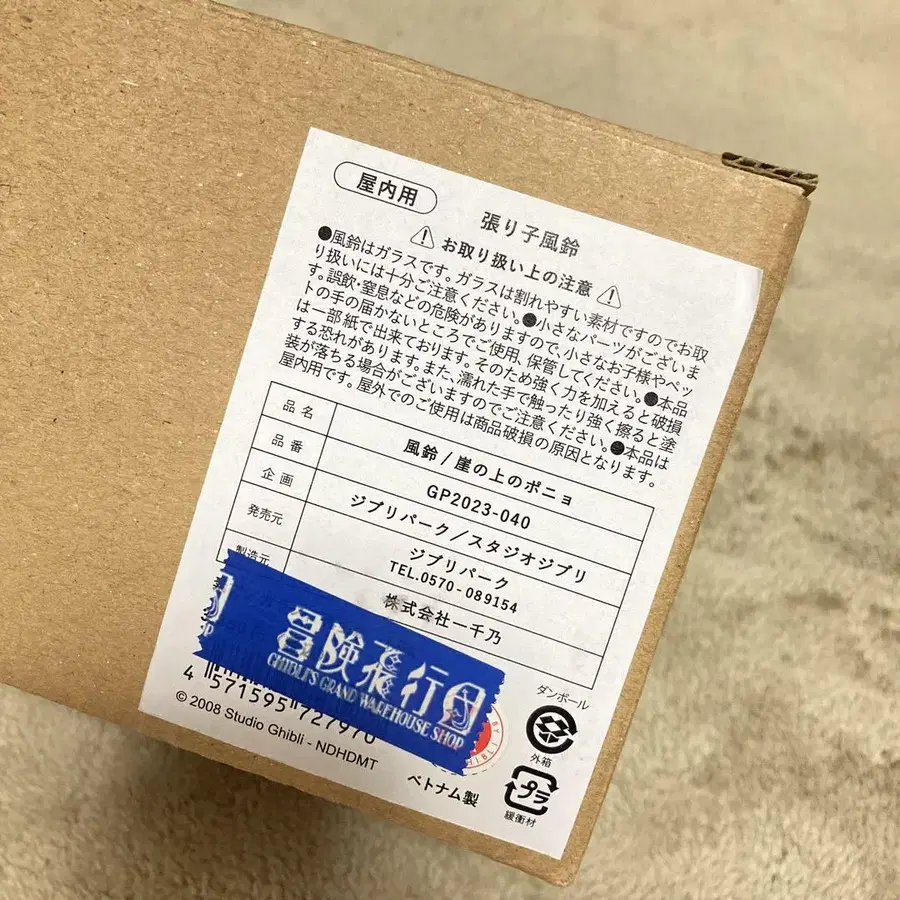 屋内用
張り子風鈴
お取り扱い上の注意
●風鈴はガラスです。ガラスは割れやすい素材ですのでお取
り扱いには十分ご注意ください。●小さなパーツがございま
す。誤飲・窒息などの危険がありますので、小さなお子様やペッ
トの手の届かないところでご使用、保管してください。●本品
は一部紙で出来ております。そのため強く力を加えると破損
する恐れがあります。また、濡れた手で触ったり強く擦ると塗
装が落ちる場合がございますのでご注意ください。●本品は
屋内用です。屋外でのご使用は商品破損の原因となります。
品名 風鈴/崖の上のポニョ
品番 GP2023-040
企画 ジブリパーク/スタジオジブリ
発売元 ジブリパーク
TEL.0570-089154
製造元 株式会社一千乃
冒険飛行団
GHIBLI'S GRAND WAREHOUSE SHOP
4 571595 727970
© 2008 Studio Ghibli - NDHDMT
ベトナム製
ダンボール
外箱
プラ
緩衝材